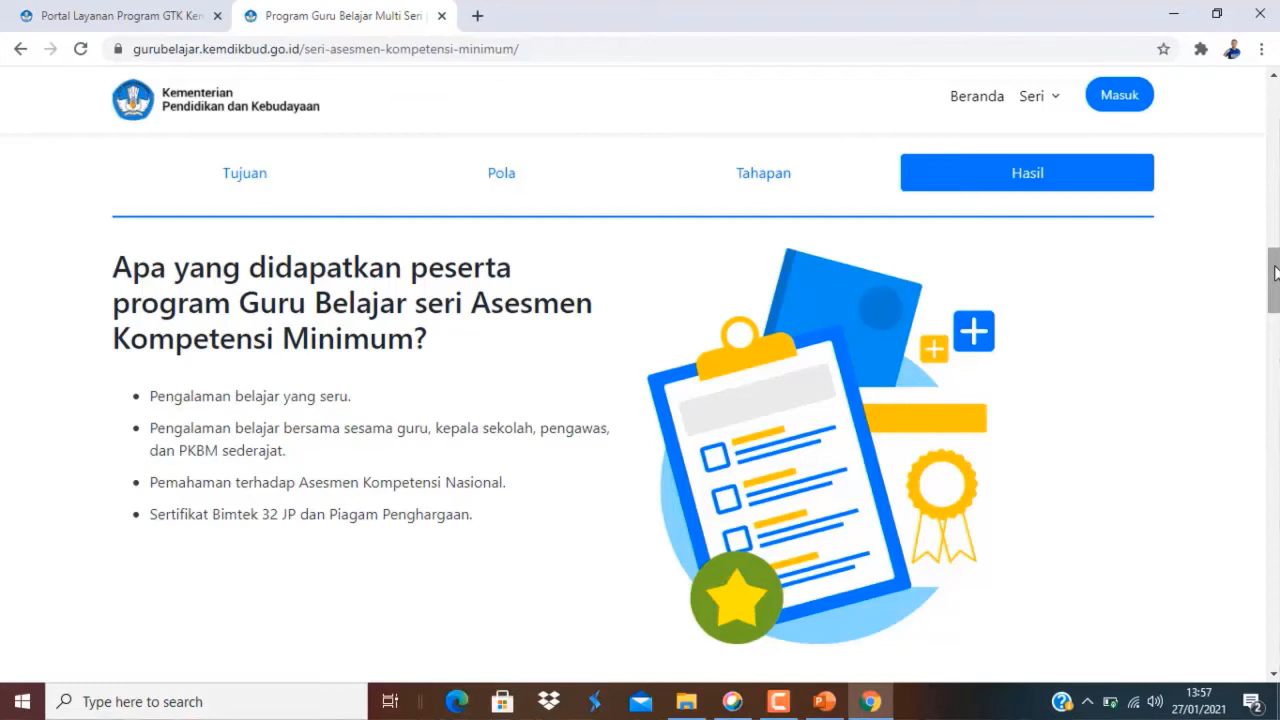 Portal Layanan Program GTK Ke
Program Guru Belajar Multi Seri
gurubelajar.kemdikbud.go.id/seri-asesmen-kompetensi-minimum/
Kementerian
Pendidikan dan Kebudayaan
Beranda
Seri
Masuk
Tujuan
Pola
Tahapan
Hasil
Apa yang didapatkan peserta
program Guru Belajar seri Asesmen
Kompetensi Minimum?
Pengalaman belajar yang seru.
Pengalaman belajar bersama sesama guru, kepala sekolah, pengawas,
dan PKBM sederajat.
Pemahaman terhadap Asesmen Kompetensi Nasional.
Sertifikat Bimtek 32 JP dan Piagam Penghargaan.
Type here to search
13:57
27/01/2021
2